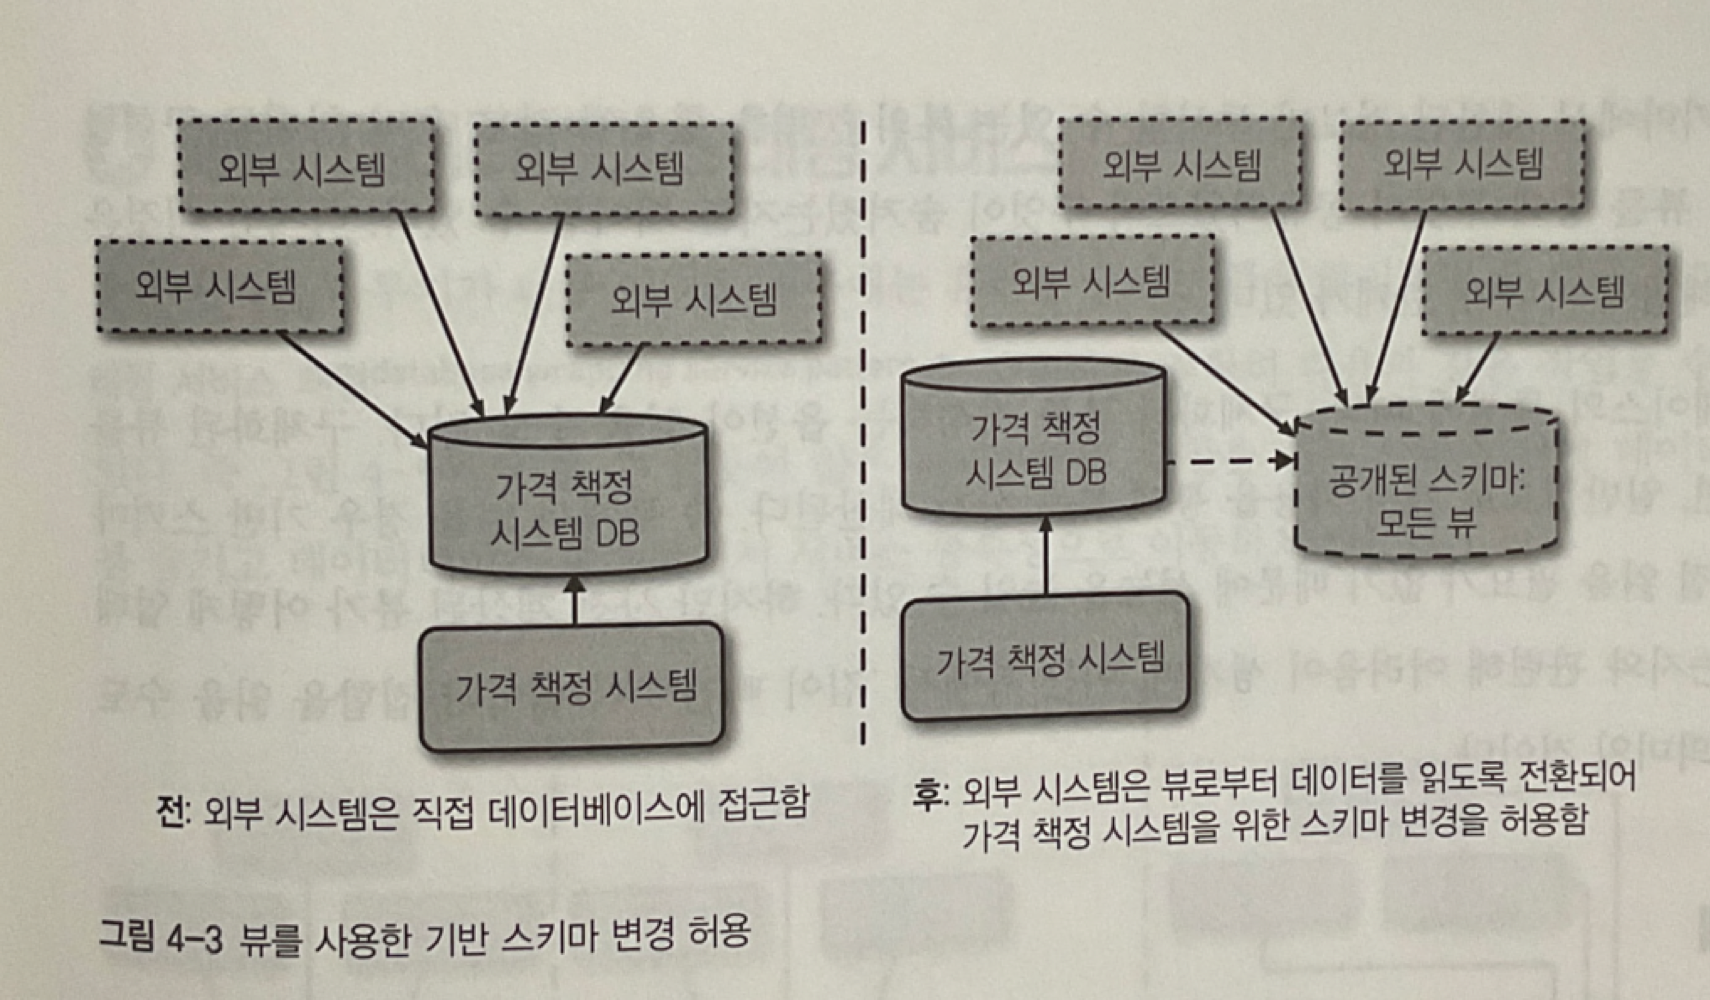 외부 시스템
외부 시스템
외부 시스템
외부 시스템
가격 책정
시스템 DB
가격 책정 시스템
전: 외부 시스템은 직접 데이터베이스에 접근함
외부 시스템
외부 시스템
외부 시스템
외부 시스템
가격 책정
시스템 DB
공개된 스키마:
모든 뷰
가격 책정 시스템
후: 외부 시스템은 뷰로부터 데이터를 읽도록 전환되어
가격 책정 시스템을 위한 스키마 변경을 허용함
그림 4-3 뷰를 사용한 기반 스키마 변경 허용